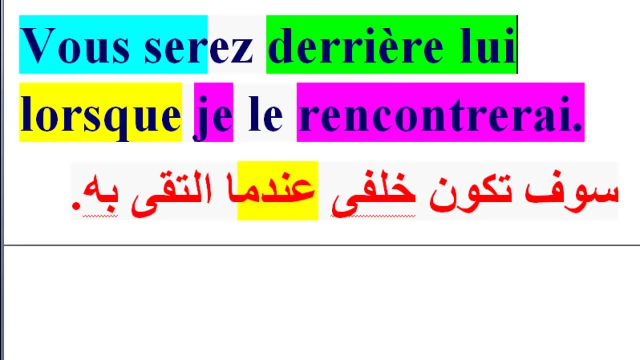 Vous serez derrière lui
lorsque je le rencontrerai.
سوف تكون خلفى عندما التقى به.